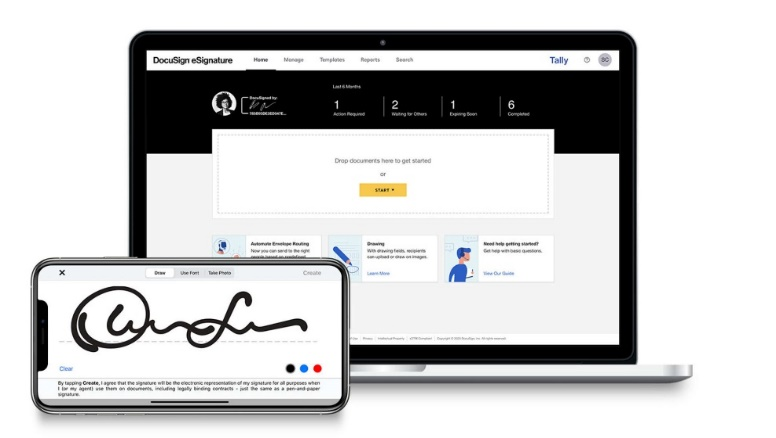 DocuSign eSignature Home Manage Templates Reports Search Tally
Last 6 Months
DocuSigned by:
1 2 1 6
Action Required Waiting for Others Expiring Soon Completed
Drop documents here to get started
or
START
Automate Envelope Routing
Now you can send to the right
people based on predefined
Drawing
With drawing fields, recipients
can upload or draw on images.
Learn More
Need help getting started?
Get help with basic questions.
View Our Guide
Draw Use Font Take Photo Create
Clear
By tapping Create, I agree that the signature will be the electronic representation of my signature for all purposes when
I (or my agent) use them on documents, including legally binding contracts - just the same as a pen-and-paper
signature.